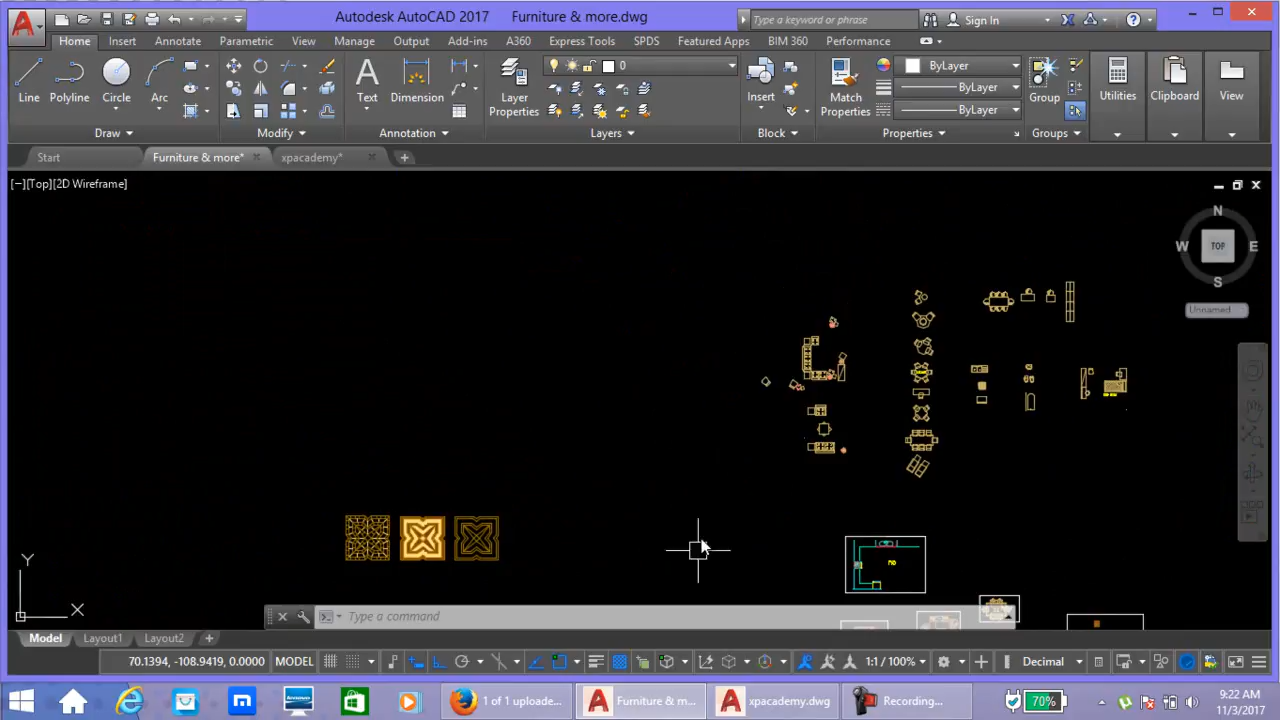 Autodesk AutoCAD 2017 Furniture & more.dwg
Type a keyword or phrase
Sign In
Home Insert Annotate Parametric View Manage Output Add-ins A360 Express Tools SPDS Featured Apps BIM 360 Performance
0
ByLayer
ByLayer
ByLayer
Line Polyline Circle Arc Text Dimension Layer Properties Insert Match Properties Group Utilities Clipboard View
Draw Modify Annotation Layers Block Properties Groups
Start Furniture & more* xpacademy*
[−][Top][2D Wireframe]
N
W TOP E
S
Unnamed
Y
X
Type a command
Model Layout1 Layout2
70.1394, -108.9419, 0.0000 MODEL 1:1 / 100% Decimal
1 of 1 uploade... Furniture & m... xpacademy.dwg Recording... 70%
9:22 AM
11/3/2017